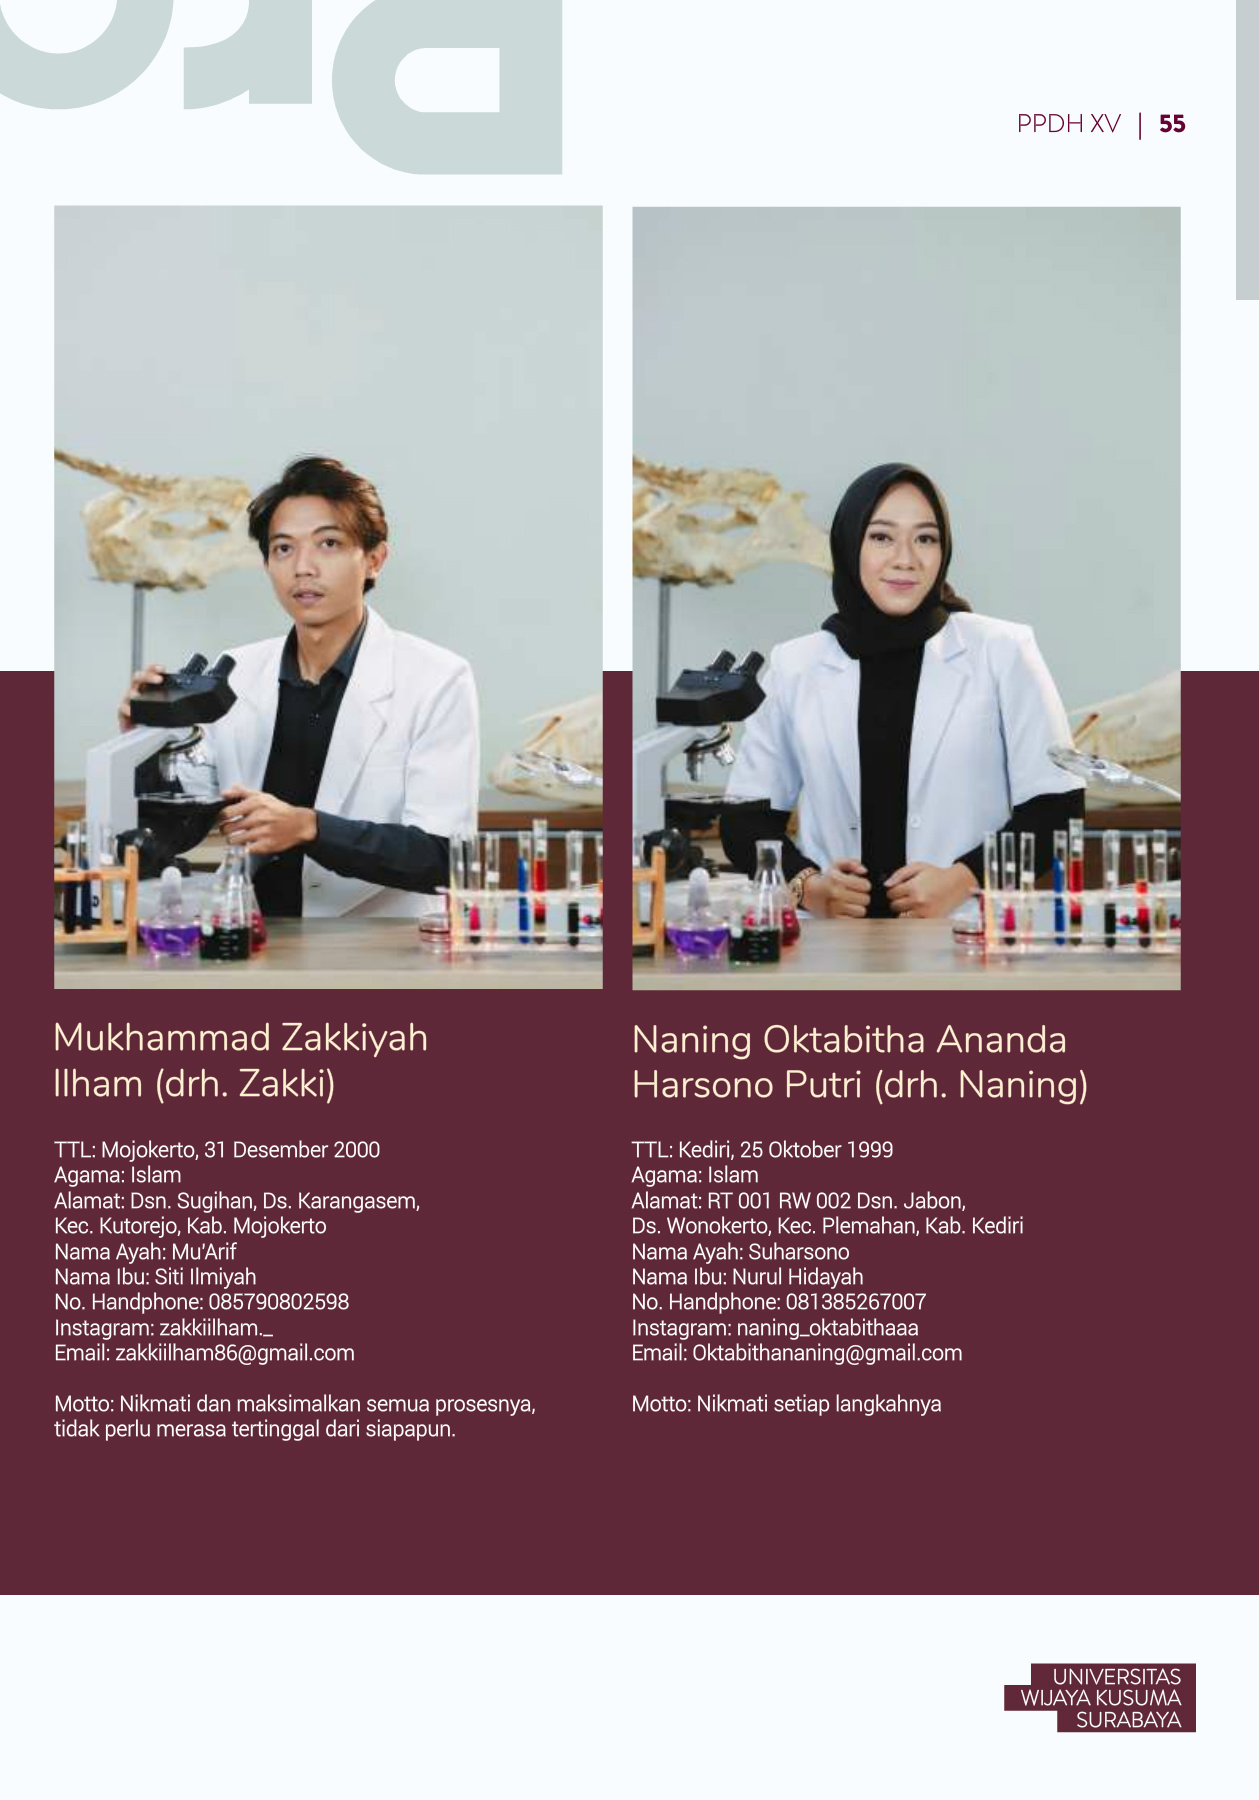 PPDH XV | 55
Mukhammad Zakkiyah
Ilham (drh. Zakki)
TTL: Mojokerto, 31 Desember 2000
Agama: Islam
Alamat: Dsn. Sugihan, Ds. Karangasem,
Kec. Kutorejo, Kab. Mojokerto
Nama Ayah: Mu'Arif
Nama Ibu: Siti Ilmiyah
No. Handphone: 085790802598
Instagram: zakkiilham._
Email: zakkiilham86@gmail.com
Motto: Nikmati dan maksimalkan semua prosesnya,
tidak perlu merasa tertinggal dari siapapun.
Naning Oktabitha Ananda
Harsono Putri (drh. Naning)
TTL: Kediri, 25 Oktober 1999
Agama: Islam
Alamat: RT 001 RW 002 Dsn. Jabon,
Ds. Wonokerto, Kec. Plemahan, Kab. Kediri
Nama Ayah: Suharsono
Nama Ibu: Nurul Hidayah
No. Handphone: 081385267007
Instagram: naning_oktabithaaa
Email: Oktabithananing@gmail.com
Motto: Nikmati setiap langkahnya
UNIVERSITAS
WIJAYA KUSUMA
SURABAYA